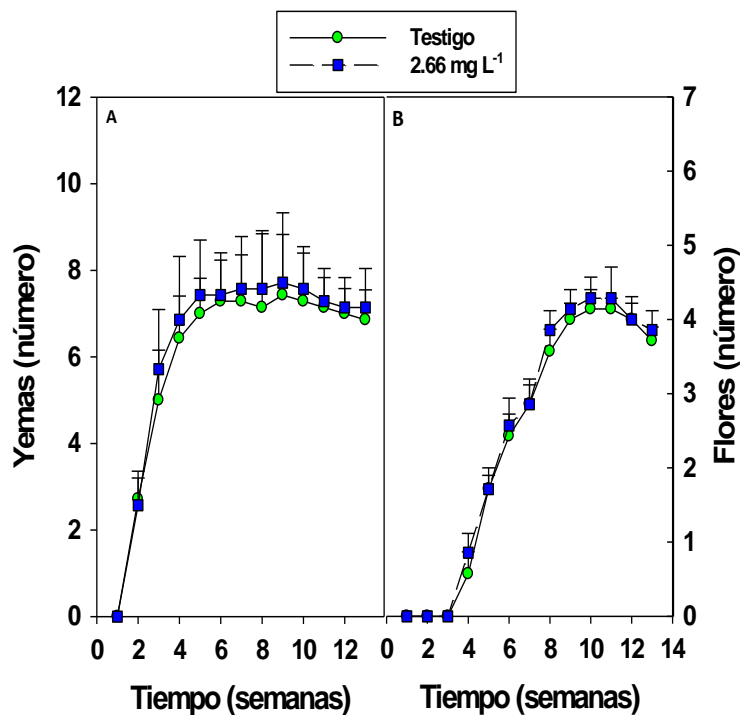 Testigo
2.66 mg L⁻¹
A
B
Yemas (número)
12
10
8
6
4
2
0
Flores (número)
7
6
5
4
3
2
1
0
0 2 4 6 8 10 12
0 2 4 6 8 10 12 14
Tiempo (semanas)
Tiempo (semanas)